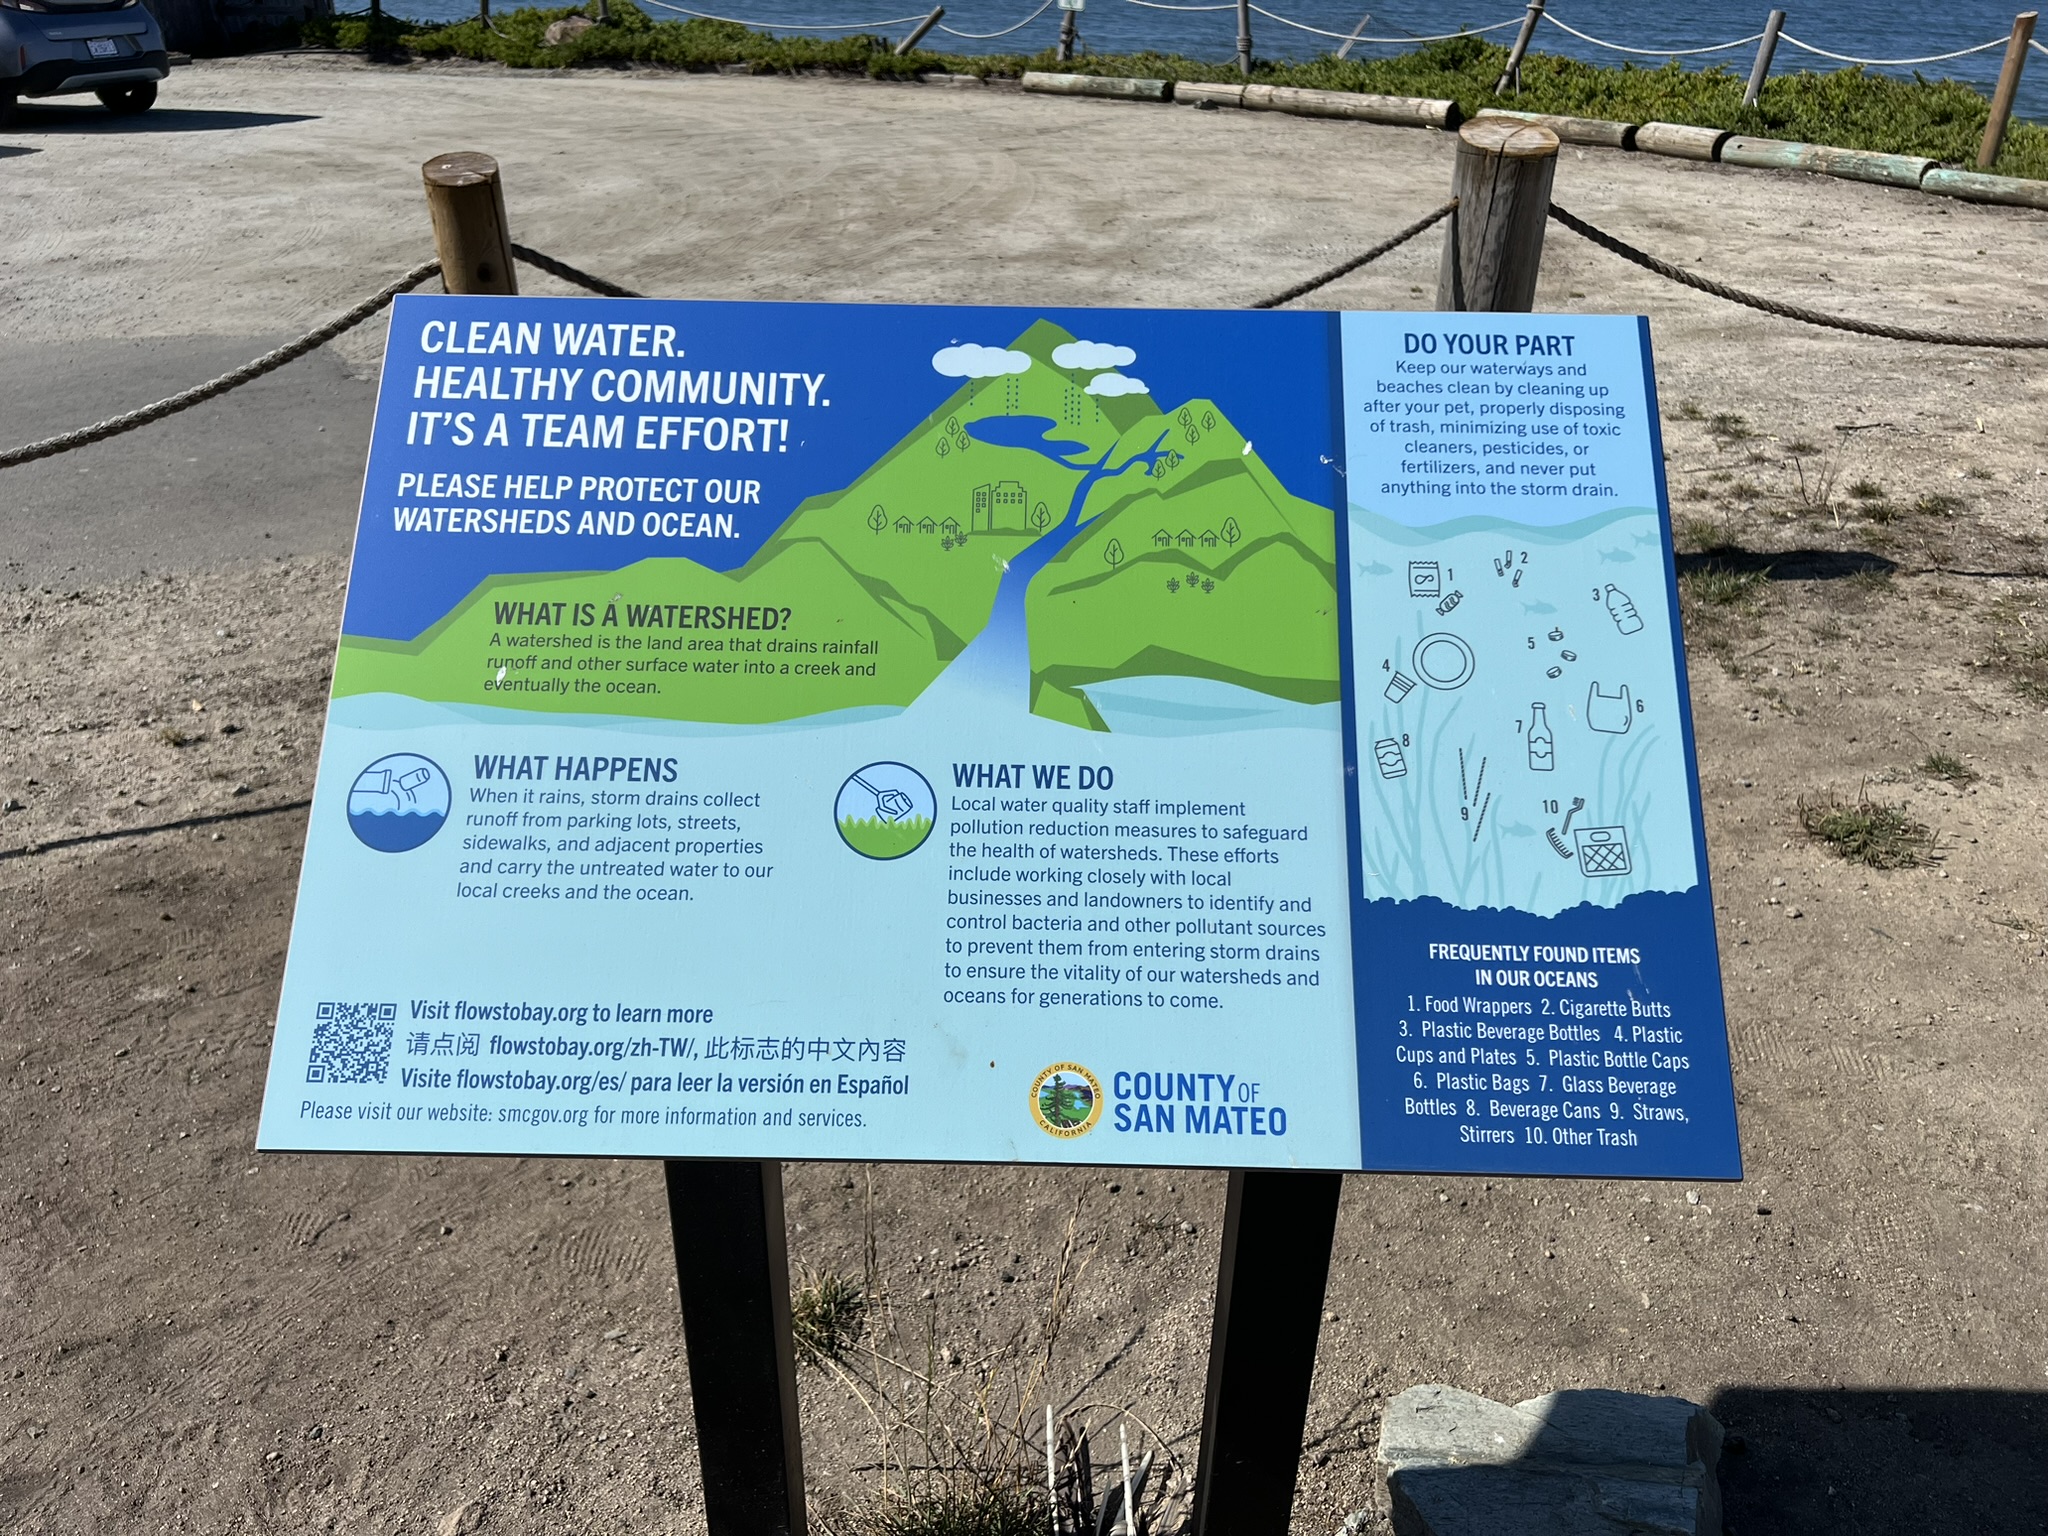 CLEAN WATER.
HEALTHY COMMUNITY.
IT'S A TEAM EFFORT!
PLEASE HELP PROTECT OUR
WATERSHEDS AND OCEAN.
WHAT IS A WATERSHED?
A watershed is the land area that drains rainfall
runoff and other surface water into a creek and
eventually the ocean.
WHAT HAPPENS
When it rains, storm drains collect
runoff from parking lots, streets,
sidewalks, and adjacent properties
and carry the untreated water to our
local creeks and the ocean.
WHAT WE DO
Local water quality staff implement
pollution reduction measures to safeguard
the health of watersheds. These efforts
include working closely with local
businesses and landowners to identify and
control bacteria and other pollutant sources
to prevent them from entering storm drains
to ensure the vitality of our watersheds and
oceans for generations to come.
Visit flowstobay.org to learn more
请点阅 flowstobay.org/zh-TW/, 此标志的中文內容
Visite flowstobay.org/es/ para leer la versión en Español
Please visit our website: smcgov.org for more information and services.
COUNTY OF SAN MATEO
CALIFORNIA
COUNTY OF
SAN MATEO
DO YOUR PART
Keep our waterways and
beaches clean by cleaning up
after your pet, properly disposing
of trash, minimizing use of toxic
cleaners, pesticides, or
fertilizers, and never put
anything into the storm drain.
1
2
3
4
5
6
7
8
9
10
FREQUENTLY FOUND ITEMS
IN OUR OCEANS
1. Food Wrappers 2. Cigarette Butts
3. Plastic Beverage Bottles 4. Plastic
Cups and Plates 5. Plastic Bottle Caps
6. Plastic Bags 7. Glass Beverage
Bottles 8. Beverage Cans 9. Straws,
Stirrers 10. Other Trash